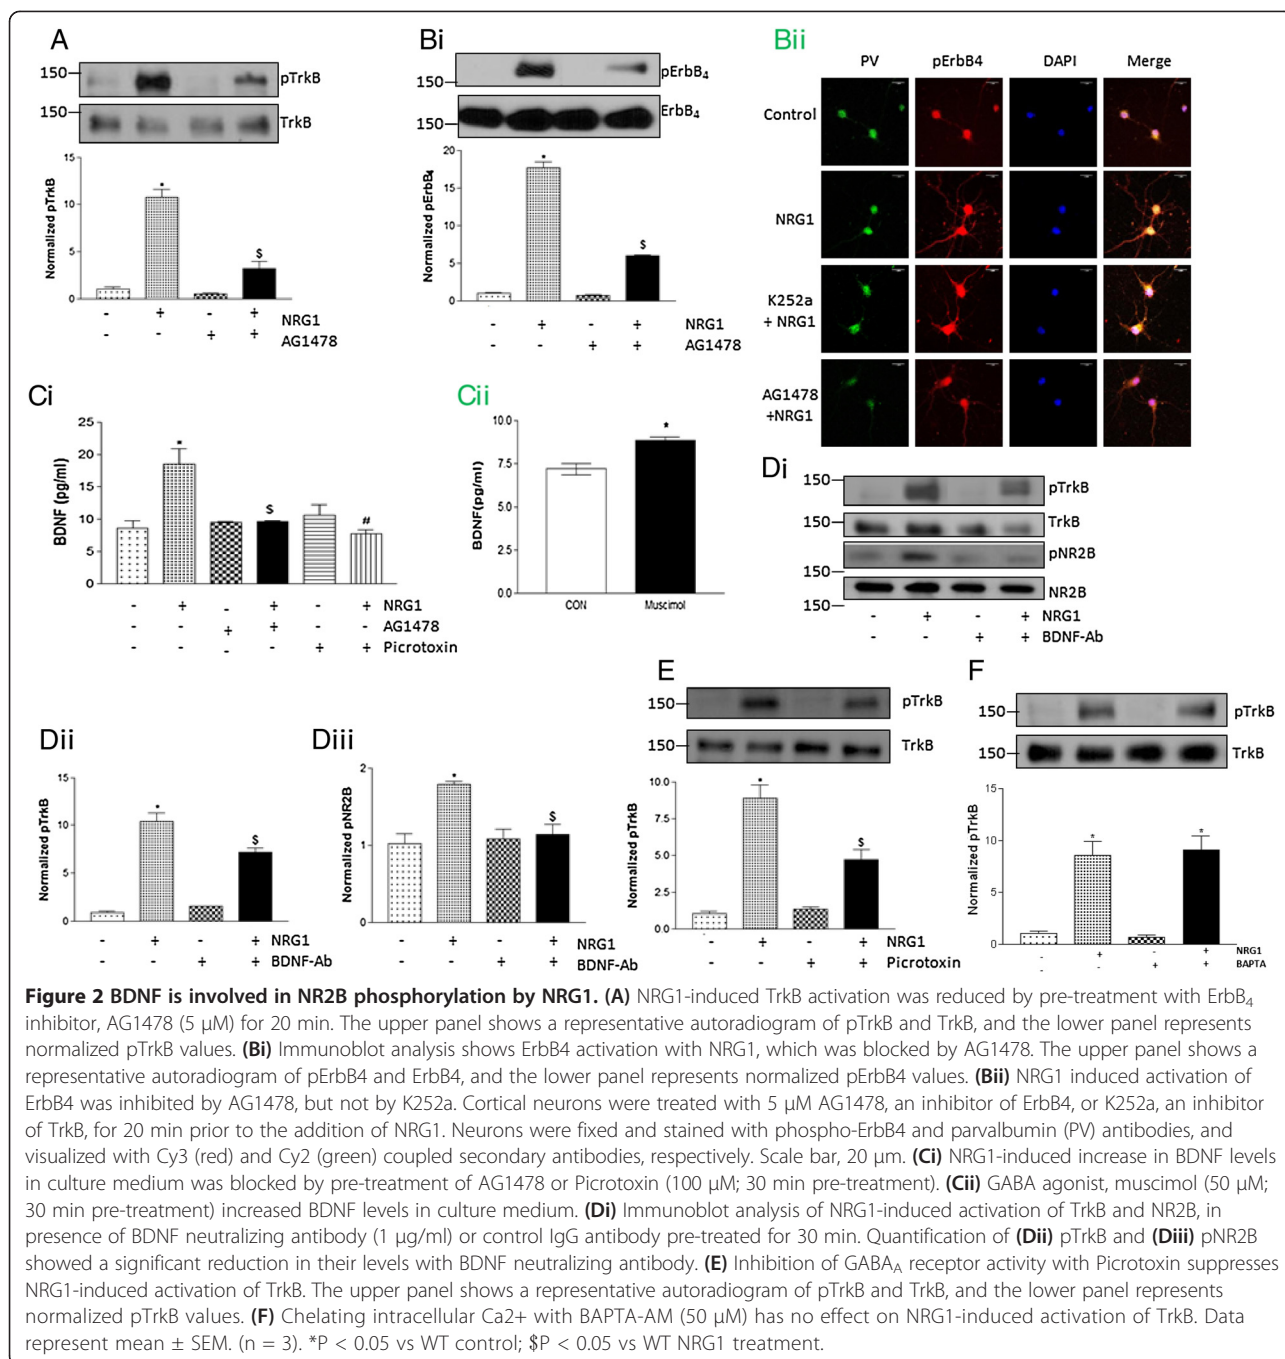 A
150
pTrkB
TrkB
Normalized pTrkB
15
10
5
0
*
$
- + - + NRG1
- - + + AG1478
Bi
150
pErbB4
150
ErbB4
Normalized pErbB4
20
15
10
5
0
*
$
- + - + NRG1
- - + + AG1478
Bii
PV pErbB4 DAPI Merge
Control
NRG1
K252a
+ NRG1
AG1478
+NRG1
Ci
BDNF (pg/ml)
25
20
15
10
5
0
*
$
#
- + - + - + NRG1
- - + + - - AG1478
- - - - + + Picrotoxin
Cii
BDNF(pg/ml)
10.0
7.5
5.0
2.5
0.0
*
CON Muscimol
Di
150
pTrkB
150
TrkB
pNR2B
150
NR2B
150
- + - + NRG1
- - + + BDNF-Ab
Dii
Normalized pTrkB
15
10
5
0
*
$
- + - + NRG1
- - + + BDNF-Ab
Diii
Normalized pNR2B
2
1
0
*
$
- + - + NRG1
- - + + BDNF-Ab
E
150
pTrkB
150
TrkB
Normalized pTrkB
10.0
7.5
5.0
2.5
0.0
*
$
- + - + NRG1
- - + + Picrotoxin
F
150
pTrkB
150
TrkB
Normalized pTrkB
15
10
5
0
*
*
- + - + NRG1
- - + + BAPTA
Figure 2 BDNF is involved in NR2B phosphorylation by NRG1. (A) NRG1-induced TrkB activation was reduced by pre-treatment with ErbB4
inhibitor, AG1478 (5 μM) for 20 min. The upper panel shows a representative autoradiogram of pTrkB and TrkB, and the lower panel represents
normalized pTrkB values. (Bi) Immunoblot analysis shows ErbB4 activation with NRG1, which was blocked by AG1478. The upper panel shows a
representative autoradiogram of pErbB4 and ErbB4, and the lower panel represents normalized pErbB4 values. (Bii) NRG1 induced activation of
ErbB4 was inhibited by AG1478, but not by K252a. Cortical neurons were treated with 5 μM AG1478, an inhibitor of ErbB4, or K252a, an inhibitor
of TrkB, for 20 min prior to the addition of NRG1. Neurons were fixed and stained with phospho-ErbB4 and parvalbumin (PV) antibodies, and
visualized with Cy3 (red) and Cy2 (green) coupled secondary antibodies, respectively. Scale bar, 20 μm. (Ci) NRG1-induced increase in BDNF levels
in culture medium was blocked by pre-treatment of AG1478 or Picrotoxin (100 μM; 30 min pre-treatment). (Cii) GABA agonist, muscimol (50 μM;
30 min pre-treatment) increased BDNF levels in culture medium. (Di) Immunoblot analysis of NRG1-induced activation of TrkB and NR2B, in
presence of BDNF neutralizing antibody (1 μg/ml) or control IgG antibody pre-treated for 30 min. Quantification of (Dii) pTrkB and (Diii) pNR2B
showed a significant reduction in their levels with BDNF neutralizing antibody. (E) Inhibition of GABAA receptor activity with Picrotoxin suppresses
NRG1-induced activation of TrkB. The upper panel shows a representative autoradiogram of pTrkB and TrkB, and the lower panel represents
normalized pTrkB values. (F) Chelating intracellular Ca2+ with BAPTA-AM (50 μM) has no effect on NRG1-induced activation of TrkB. Data
represent mean ± SEM. (n = 3). *P < 0.05 vs WT control; $P < 0.05 vs WT NRG1 treatment.